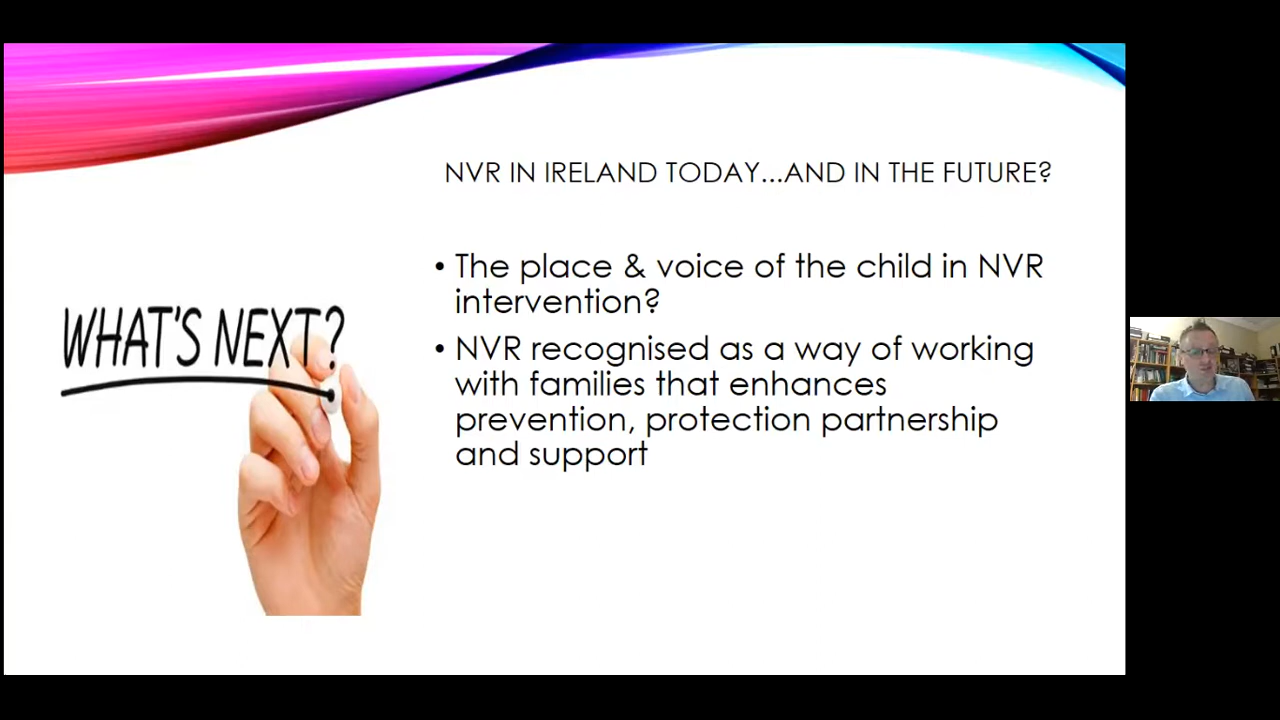 NVR IN IRELAND TODAY...AND IN THE FUTURE?
WHAT'S NEXT?
• The place & voice of the child in NVR
intervention?
• NVR recognised as a way of working
with families that enhances
prevention, protection partnership
and support